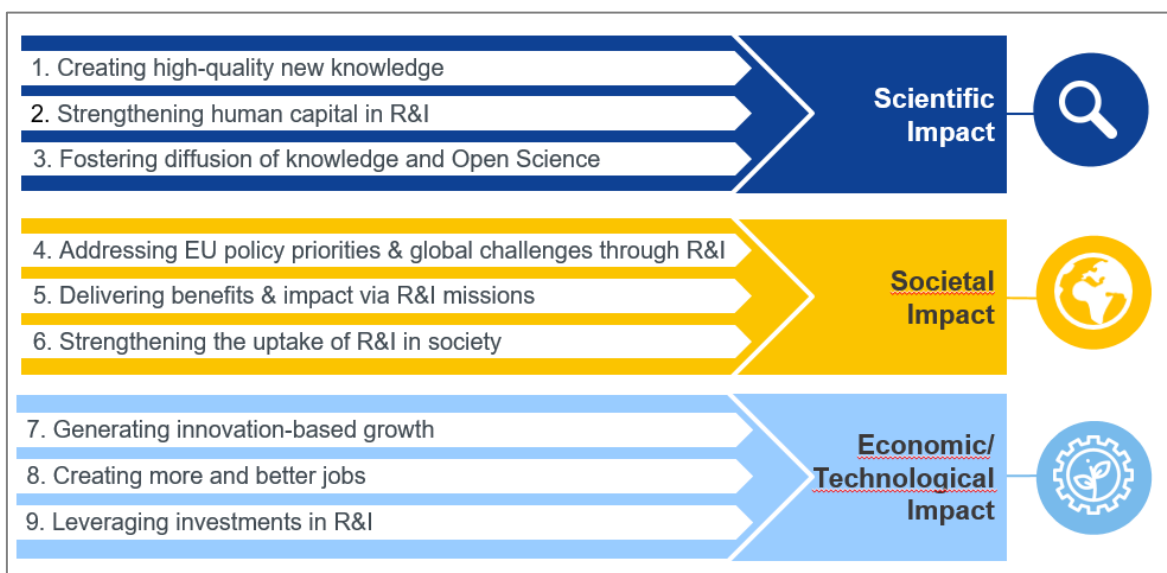 1. Creating high-quality new knowledge
2. Strengthening human capital in R&I
3. Fostering diffusion of knowledge and Open Science
Scientific
Impact
4. Addressing EU policy priorities & global challenges through R&I
5. Delivering benefits & impact via R&I missions
6. Strengthening the uptake of R&I in society
Societal
Impact
7. Generating innovation-based growth
8. Creating more and better jobs
9. Leveraging investments in R&I
Economic/
Technological
Impact